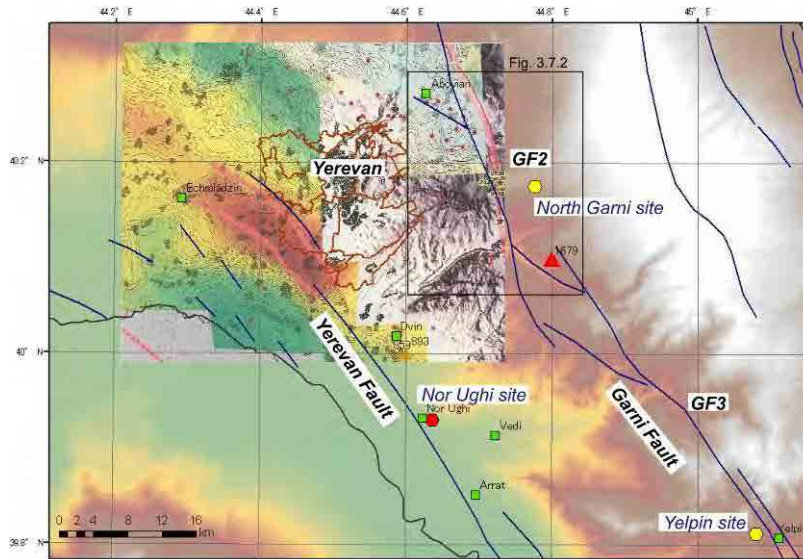 44.2 E 44.4 E 44.6 E 44.8 E 45 E
Fig. 3.7.2
Abovian
40.2 N
Yerevan
GF2
Echmiadzin
North Garni site
1679
Dvin
893
40 N
Yerevan Fault
Nor Ughi site
Nor Ughi
Vedi
Garni Fault
GF3
Arrat
Yelpin site
Yelpin
0 2 4 8 12 16
km
39.8 N